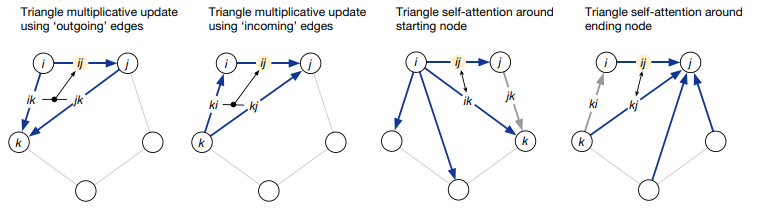 Triangle multiplicative update
using ‘outgoing’ edges
Triangle multiplicative update
using ‘incoming’ edges
Triangle self-attention around
starting node
Triangle self-attention around
ending node
i
ij
j
ik
jk
k
i
ij
j
ki
kj
k
i
ij
j
ik
jk
k
i
ij
j
ki
kj
k